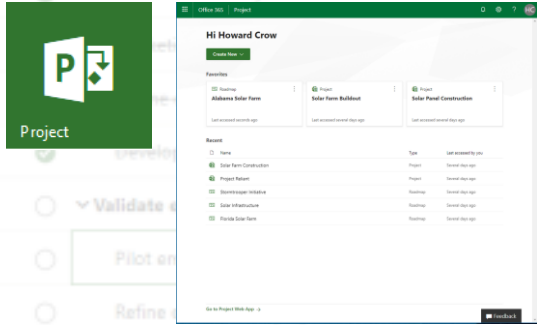 P
Project
Develop
Validate
Pilot en
Refine
Office 365 Project
HC
Hi Howard Crow
Create New
Favorites
Roadmap
Alabama Solar Farm
Last accessed seconds ago
Project
Solar Farm Buildout
Last accessed several days ago
Project
Solar Panel Construction
Last accessed several days ago
Recent
Name Type Last accessed by you
Solar Farm Construction Project Several days ago
Project Reliant Project Several days ago
Stormtrooper Initiative Roadmap Several days ago
Solar Infrastructure Roadmap Several days ago
Florida Solar Farm Roadmap Several days ago
Go to Project Web App
Feedback